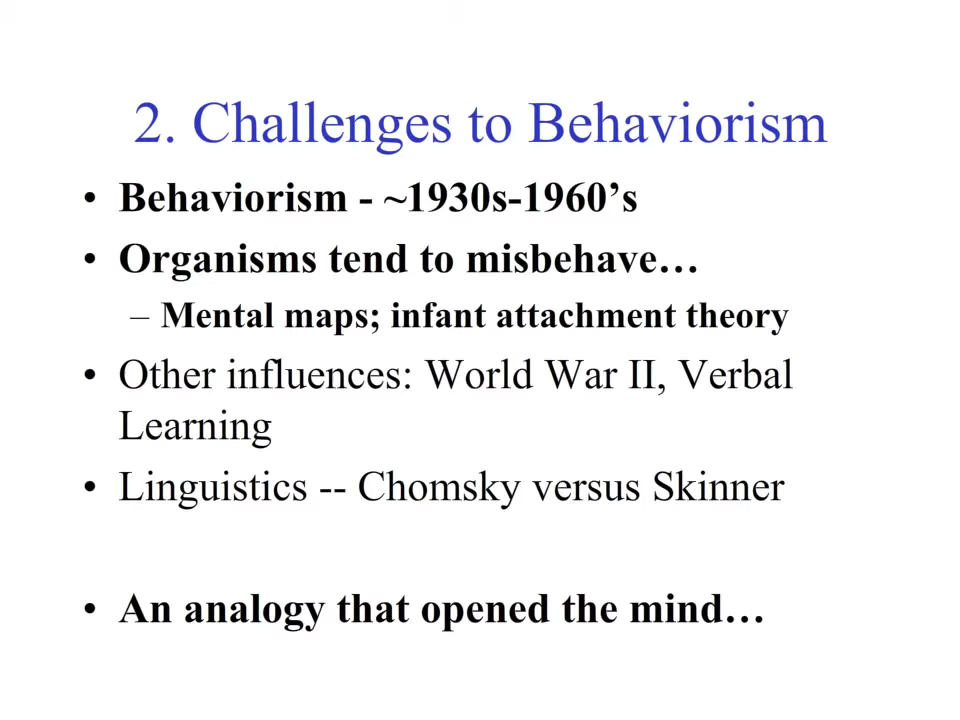 2. Challenges to Behaviorism
• Behaviorism - ~1930s-1960’s
• Organisms tend to misbehave…
– Mental maps; infant attachment theory
• Other influences: World War II, Verbal
Learning
• Linguistics -- Chomsky versus Skinner
• An analogy that opened the mind…